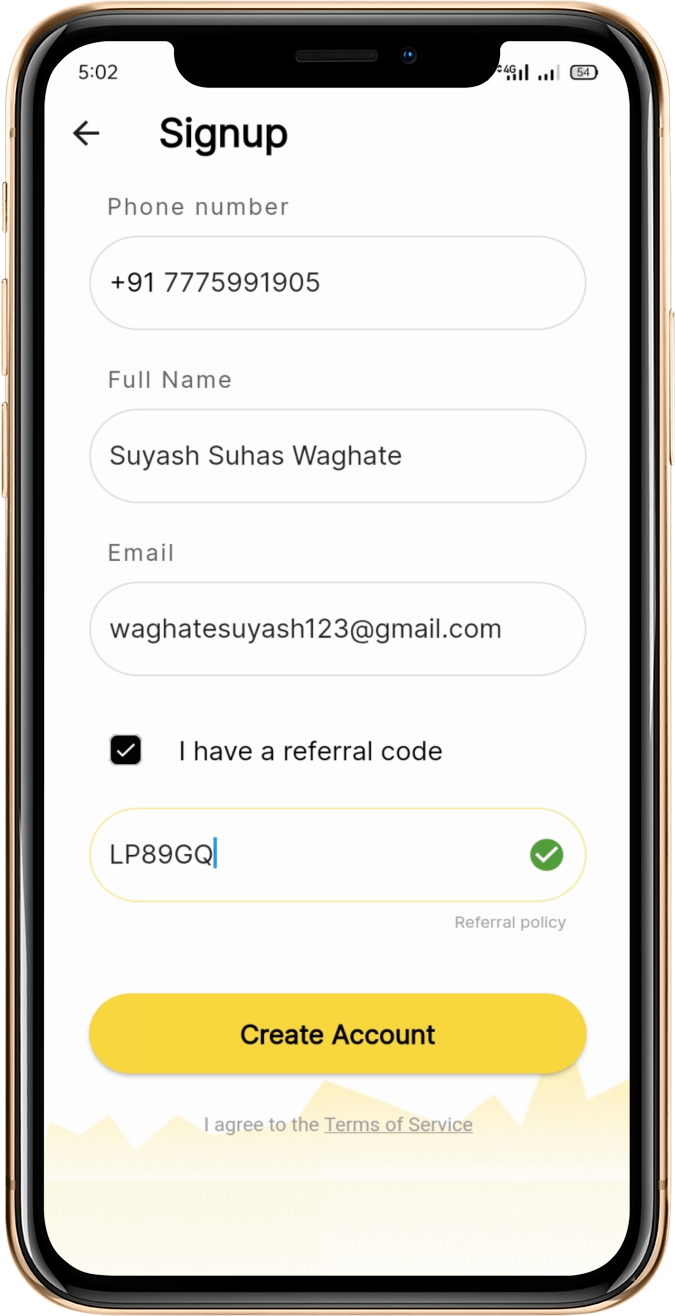 5:02
4G
54
Signup
Phone number
+91 7775991905
Full Name
Suyash Suhas Waghate
Email
waghatesuyash123@gmail.com
I have a referral code
LP89GQ
Referral policy
Create Account
I agree to the Terms of Service